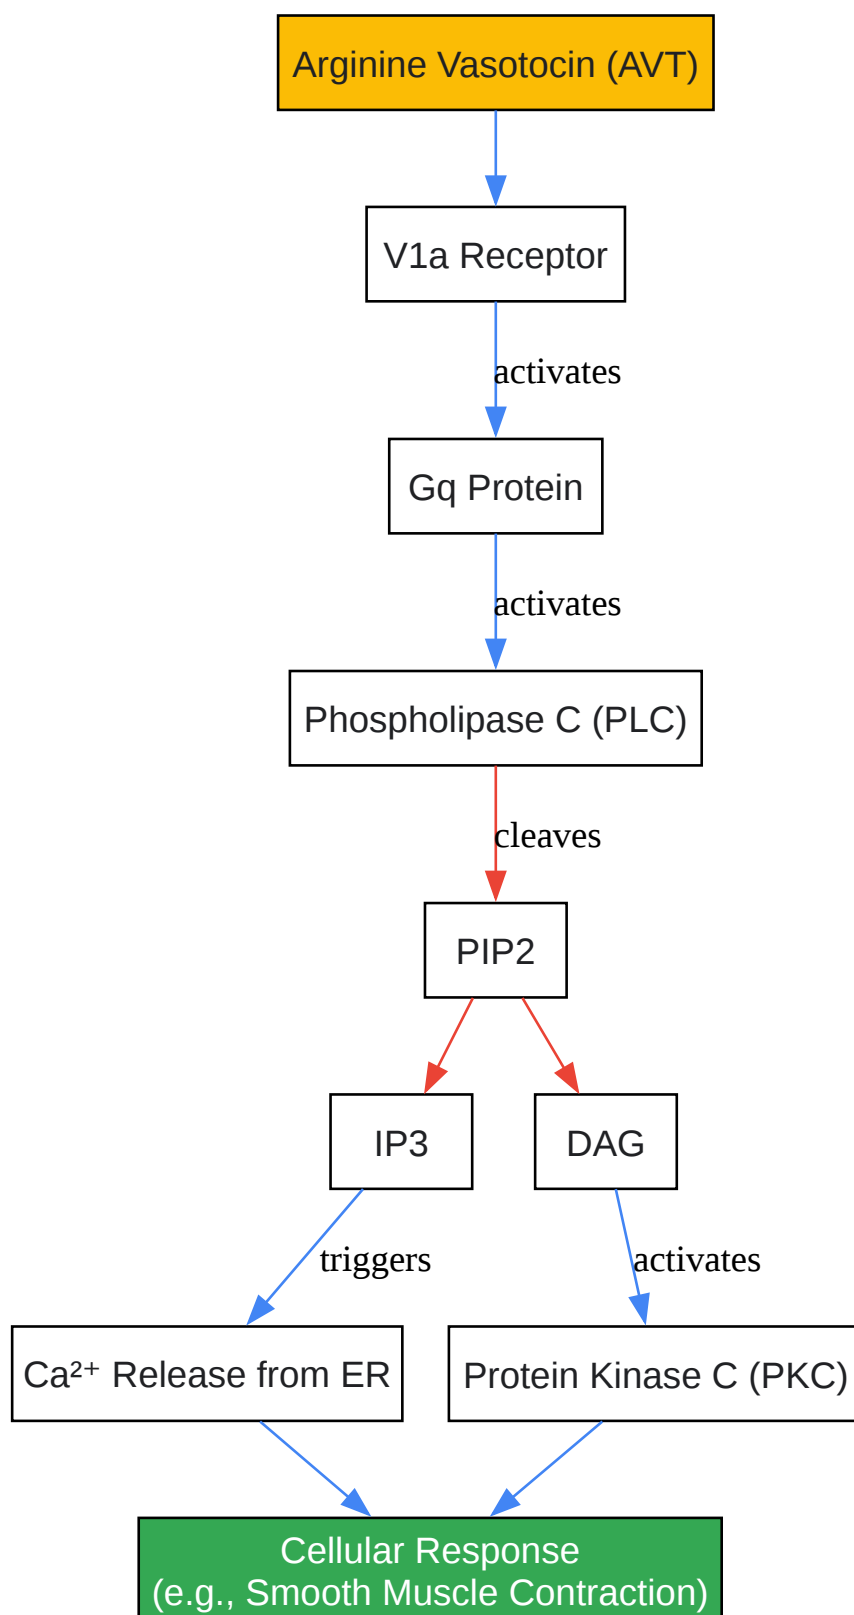 Arginine Vasotocin (AVT)
V1a Receptor
activates
Gq Protein
activates
Phospholipase C (PLC)
cleaves
PIP2
IP3
DAG
triggers
activates
Ca²⁺ Release from ER
Protein Kinase C (PKC)
Cellular Response
(e.g., Smooth Muscle Contraction)